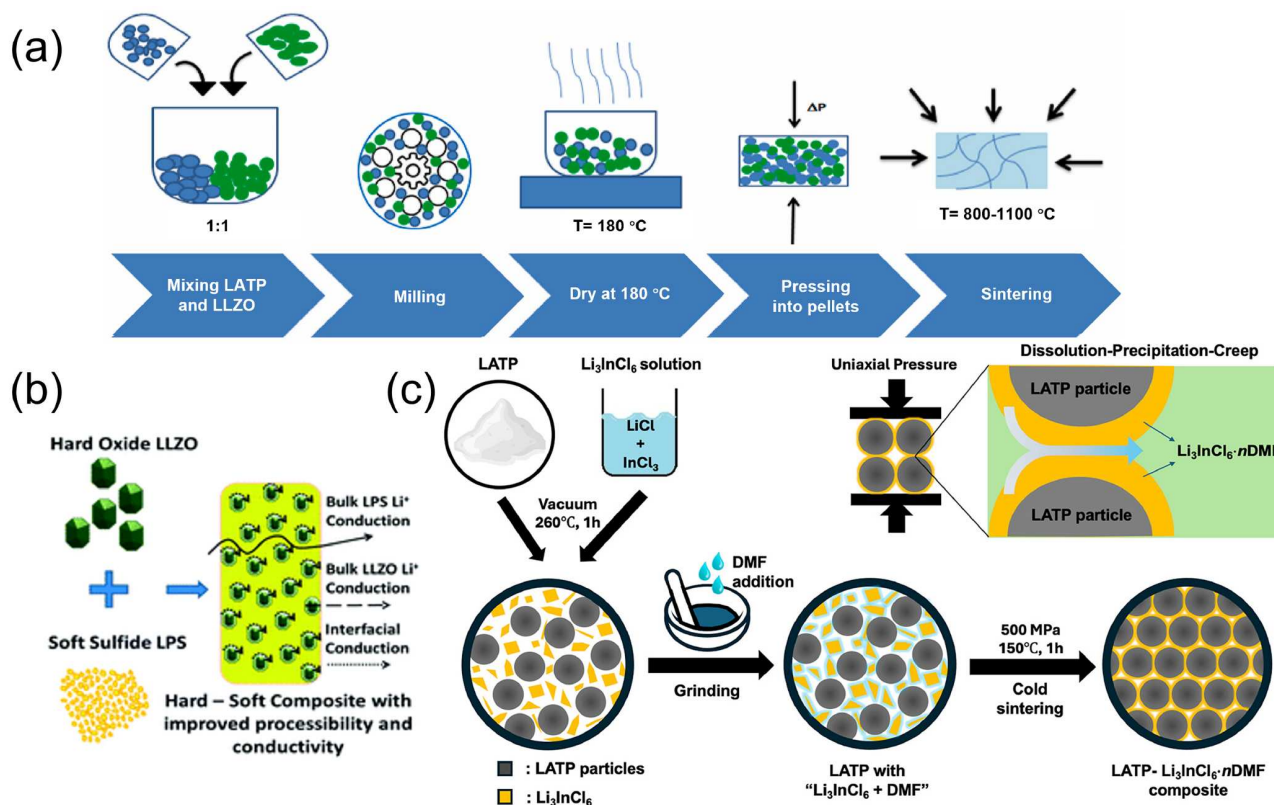 (a)
1:1
T= 180 °C
ΔP
T= 800-1100 °C
Mixing LATP
and LLZO
Milling
Dry at 180 °C
Pressing
into pellets
Sintering
(b)
Hard Oxide LLZO
Soft Sulfide LPS
Bulk LPS Li⁺
Conduction
Bulk LLZO Li⁺
Conduction
Interfacial
Conduction
Hard – Soft Composite with
improved processibility and
conductivity
(c)
LATP
Li₃InCl₆ solution
LiCl
+
InCl₃
Vacuum
260℃, 1h
Uniaxial Pressure
Dissolution-Precipitation-Creep
LATP particle
Li₃InCl₆·nDMF
LATP particle
DMF
addition
Grinding
500 MPa
150℃, 1h
Cold
sintering
: LATP particles
: Li₃InCl₆
LATP with
“Li₃InCl₆ + DMF”
LATP- Li₃InCl₆·nDMF
composite